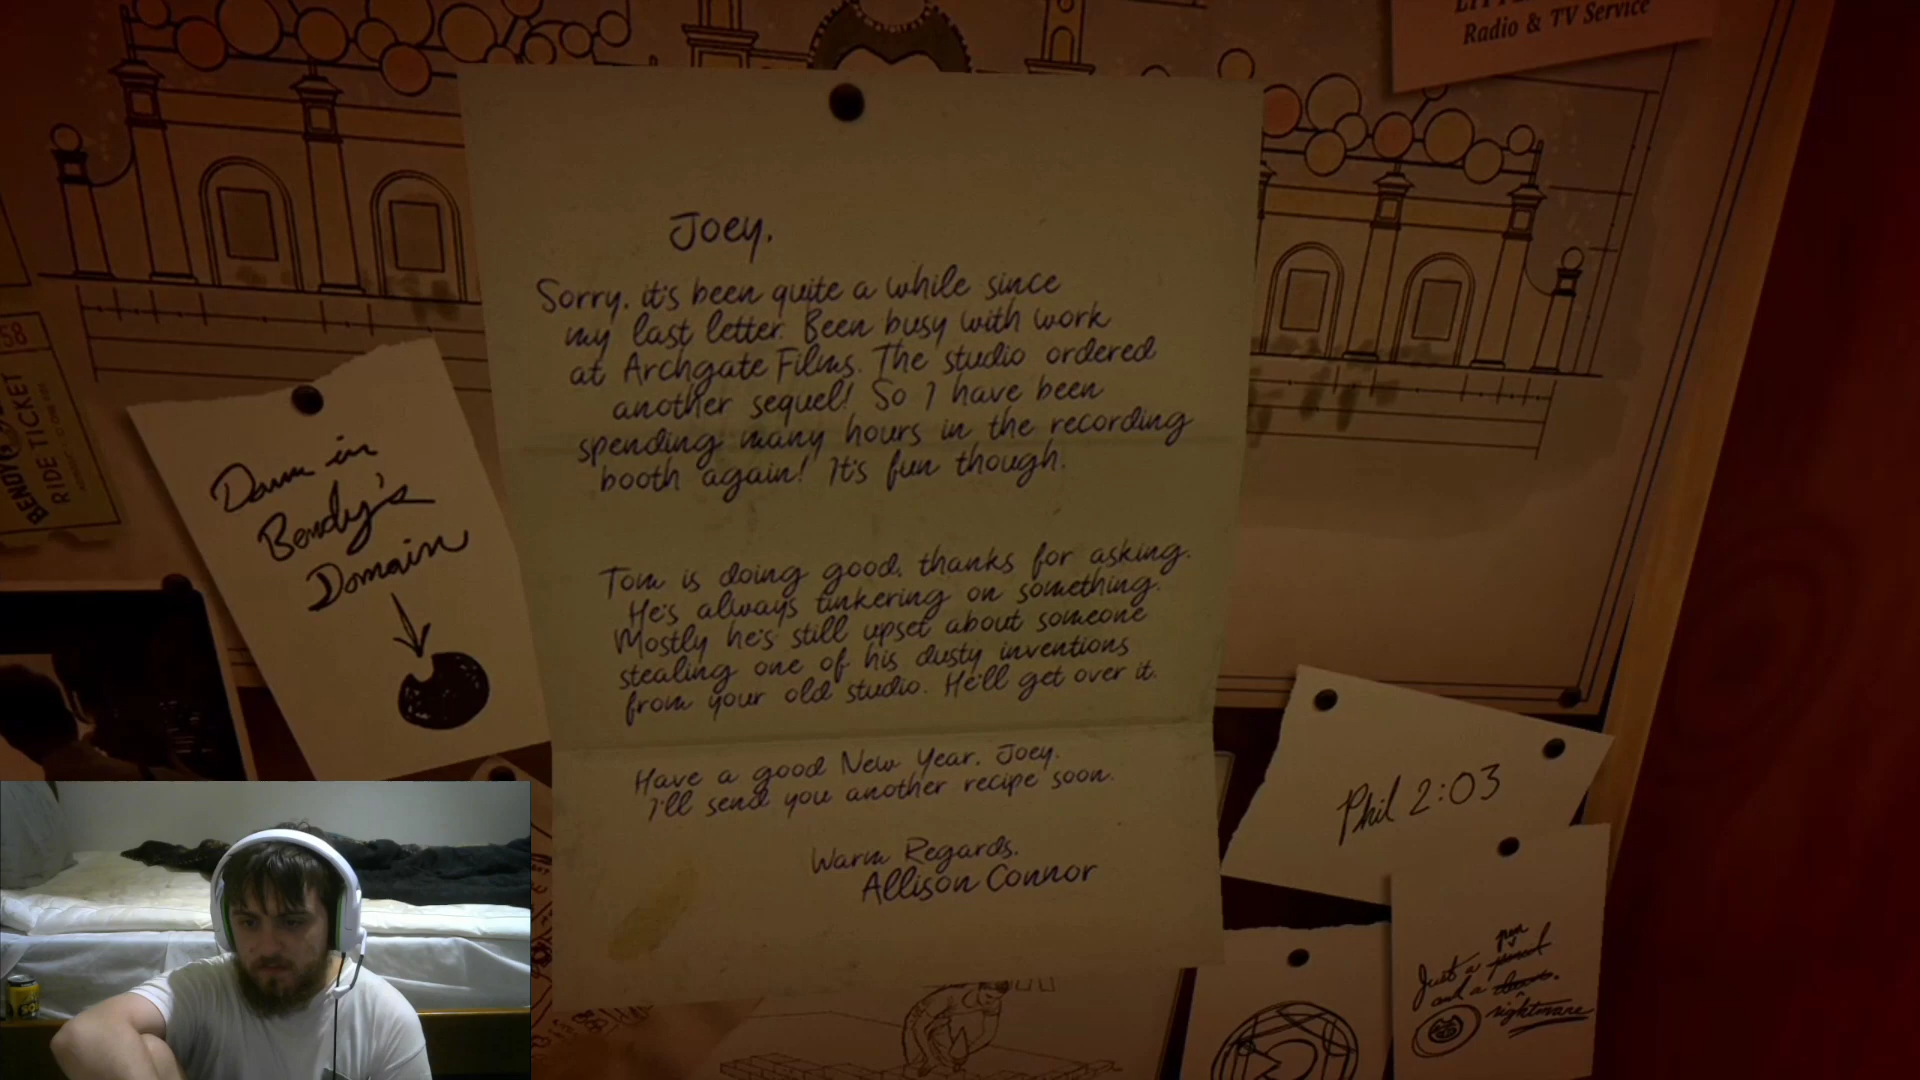 Radio & TV Service
Joey,
Sorry, it's been quite a while since
my last letter. Been busy with work
at Archgate Films. The studio ordered
another sequel! So I have been
spending many hours in the recording
booth again! It's fun though.
Tom is doing good, thanks for asking.
He's always tinkering on something.
Mostly he's still upset about someone
stealing one of his dusty inventions
from your old studio. He'll get over it.
Have a good New Year, Joey.
I'll send you another recipe soon.
Warm Regards,
Allison Connor
58
BENDY
RIDE TICKET
Down in
Bendy's
Domain
Phil 2:03
pen
Just a pencil
and a dream.
nightmare